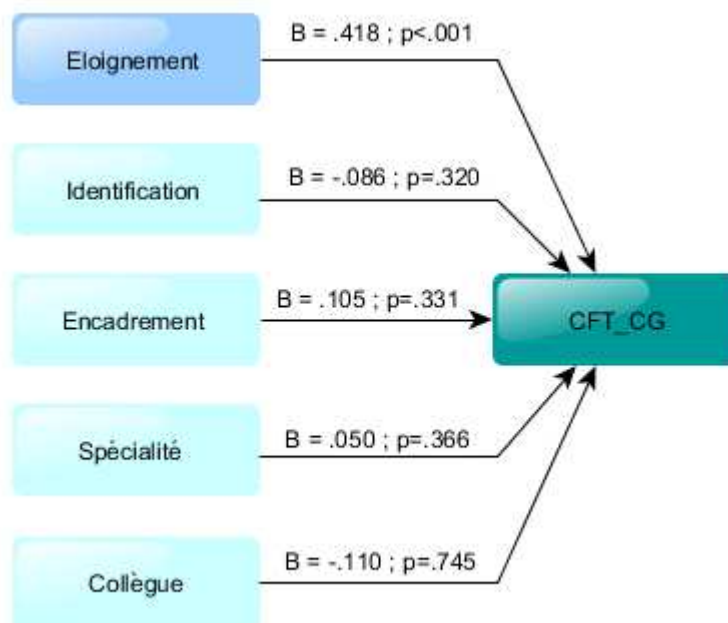 Eloignement
B = .418 ; p<.001
Identification
B = -.086 ; p=.320
Encadrement
B = .105 ; p=.331
CFT_CG
Spécialité
B = .050 ; p=.366
Collègue
B = -.110 ; p=.745